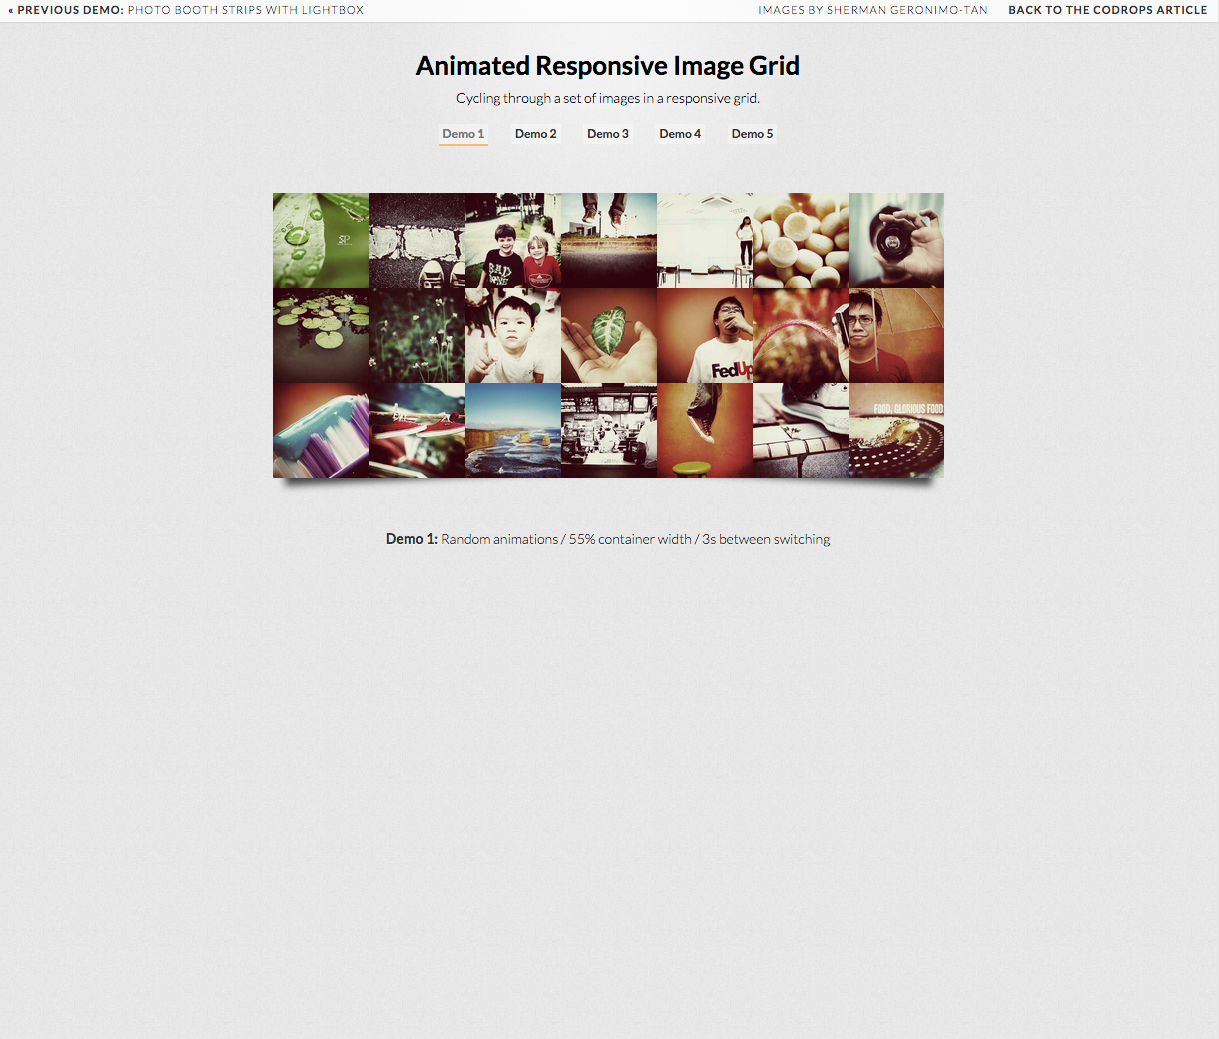 « PREVIOUS DEMO: PHOTO BOOTH STRIPS WITH LIGHTBOX
IMAGES BY SHERMAN GERONIMO-TAN
BACK TO THE CODROPS ARTICLE
Animated Responsive Image Grid
Cycling through a set of images in a responsive grid.
Demo 1 Demo 2 Demo 3 Demo 4 Demo 5
BAD
FedUp
FOOD, GLORIOUS FOOD
Demo 1: Random animations / 55% container width / 3s between switching